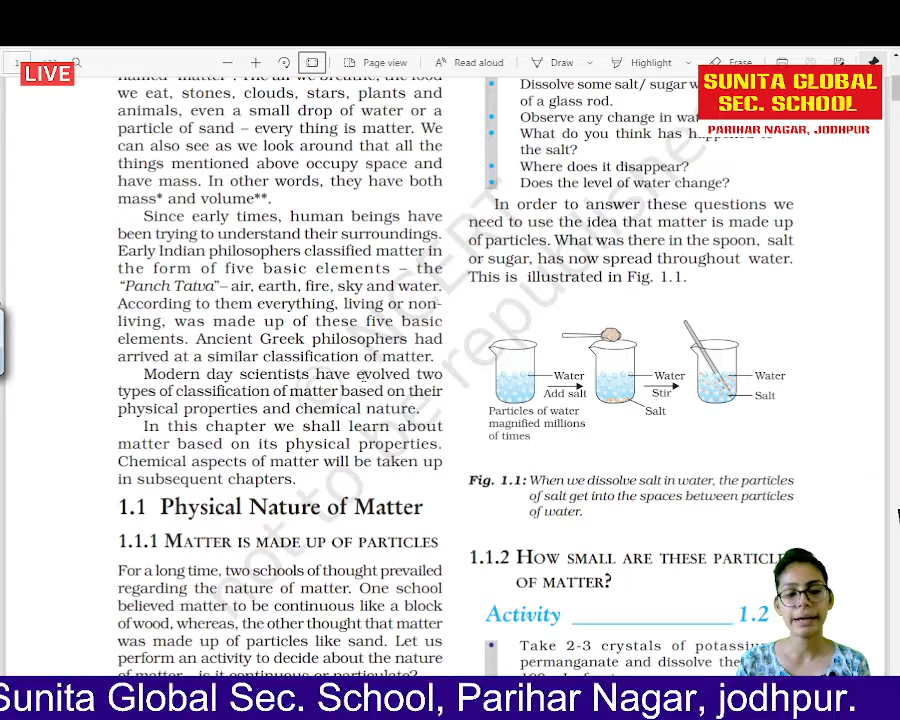 Page view
Read aloud
Draw
Highlight
Erase
LIVE
SUNITA GLOBAL
SEC. SCHOOL
PARIHAR NAGAR, JODHPUR
we eat, stones, clouds, stars, plants and
animals, even a small drop of water or a
particle of sand – every thing is matter. We
can also see as we look around that all the
things mentioned above occupy space and
have mass. In other words, they have both
mass* and volume**.
Since early times, human beings have
been trying to understand their surroundings.
Early Indian philosophers classified matter in
the form of five basic elements – the
“Panch Tatva”– air, earth, fire, sky and water.
According to them everything, living or non-
living, was made up of these five basic
elements. Ancient Greek philosophers had
arrived at a similar classification of matter.
Modern day scientists have evolved two
types of classification of matter based on their
physical properties and chemical nature.
In this chapter we shall learn about
matter based on its physical properties.
Chemical aspects of matter will be taken up
in subsequent chapters.
1.1 Physical Nature of Matter
1.1.1 MATTER IS MADE UP OF PARTICLES
For a long time, two schools of thought prevailed
regarding the nature of matter. One school
believed matter to be continuous like a block
of wood, whereas, the other thought that matter
was made up of particles like sand. Let us
perform an activity to decide about the nature
of matter – is it continuous or particulate?
• Dissolve some salt/ sugar
of a glass rod.
• Observe any change in
• What do you think has happened to
the salt?
• Where does it disappear?
• Does the level of water change?
In order to answer these questions we
need to use the idea that matter is made up
of particles. What was there in the spoon, salt
or sugar, has now spread throughout water.
This is illustrated in Fig. 1.1.
Water
Add salt
Water
Stir
Salt
Water
Salt
Particles of water
magnified millions
of times
Fig. 1.1: When we dissolve salt in water, the particles
of salt get into the spaces between particles
of water.
1.1.2 HOW SMALL ARE THESE
OF MATTER?
Activity ____________ 1.2
• Take 2-3 crystals of
permanganate and dissolve
© NCERT
not to be republished
Sunita Global Sec. School, Parihar Nagar, jodhpur.